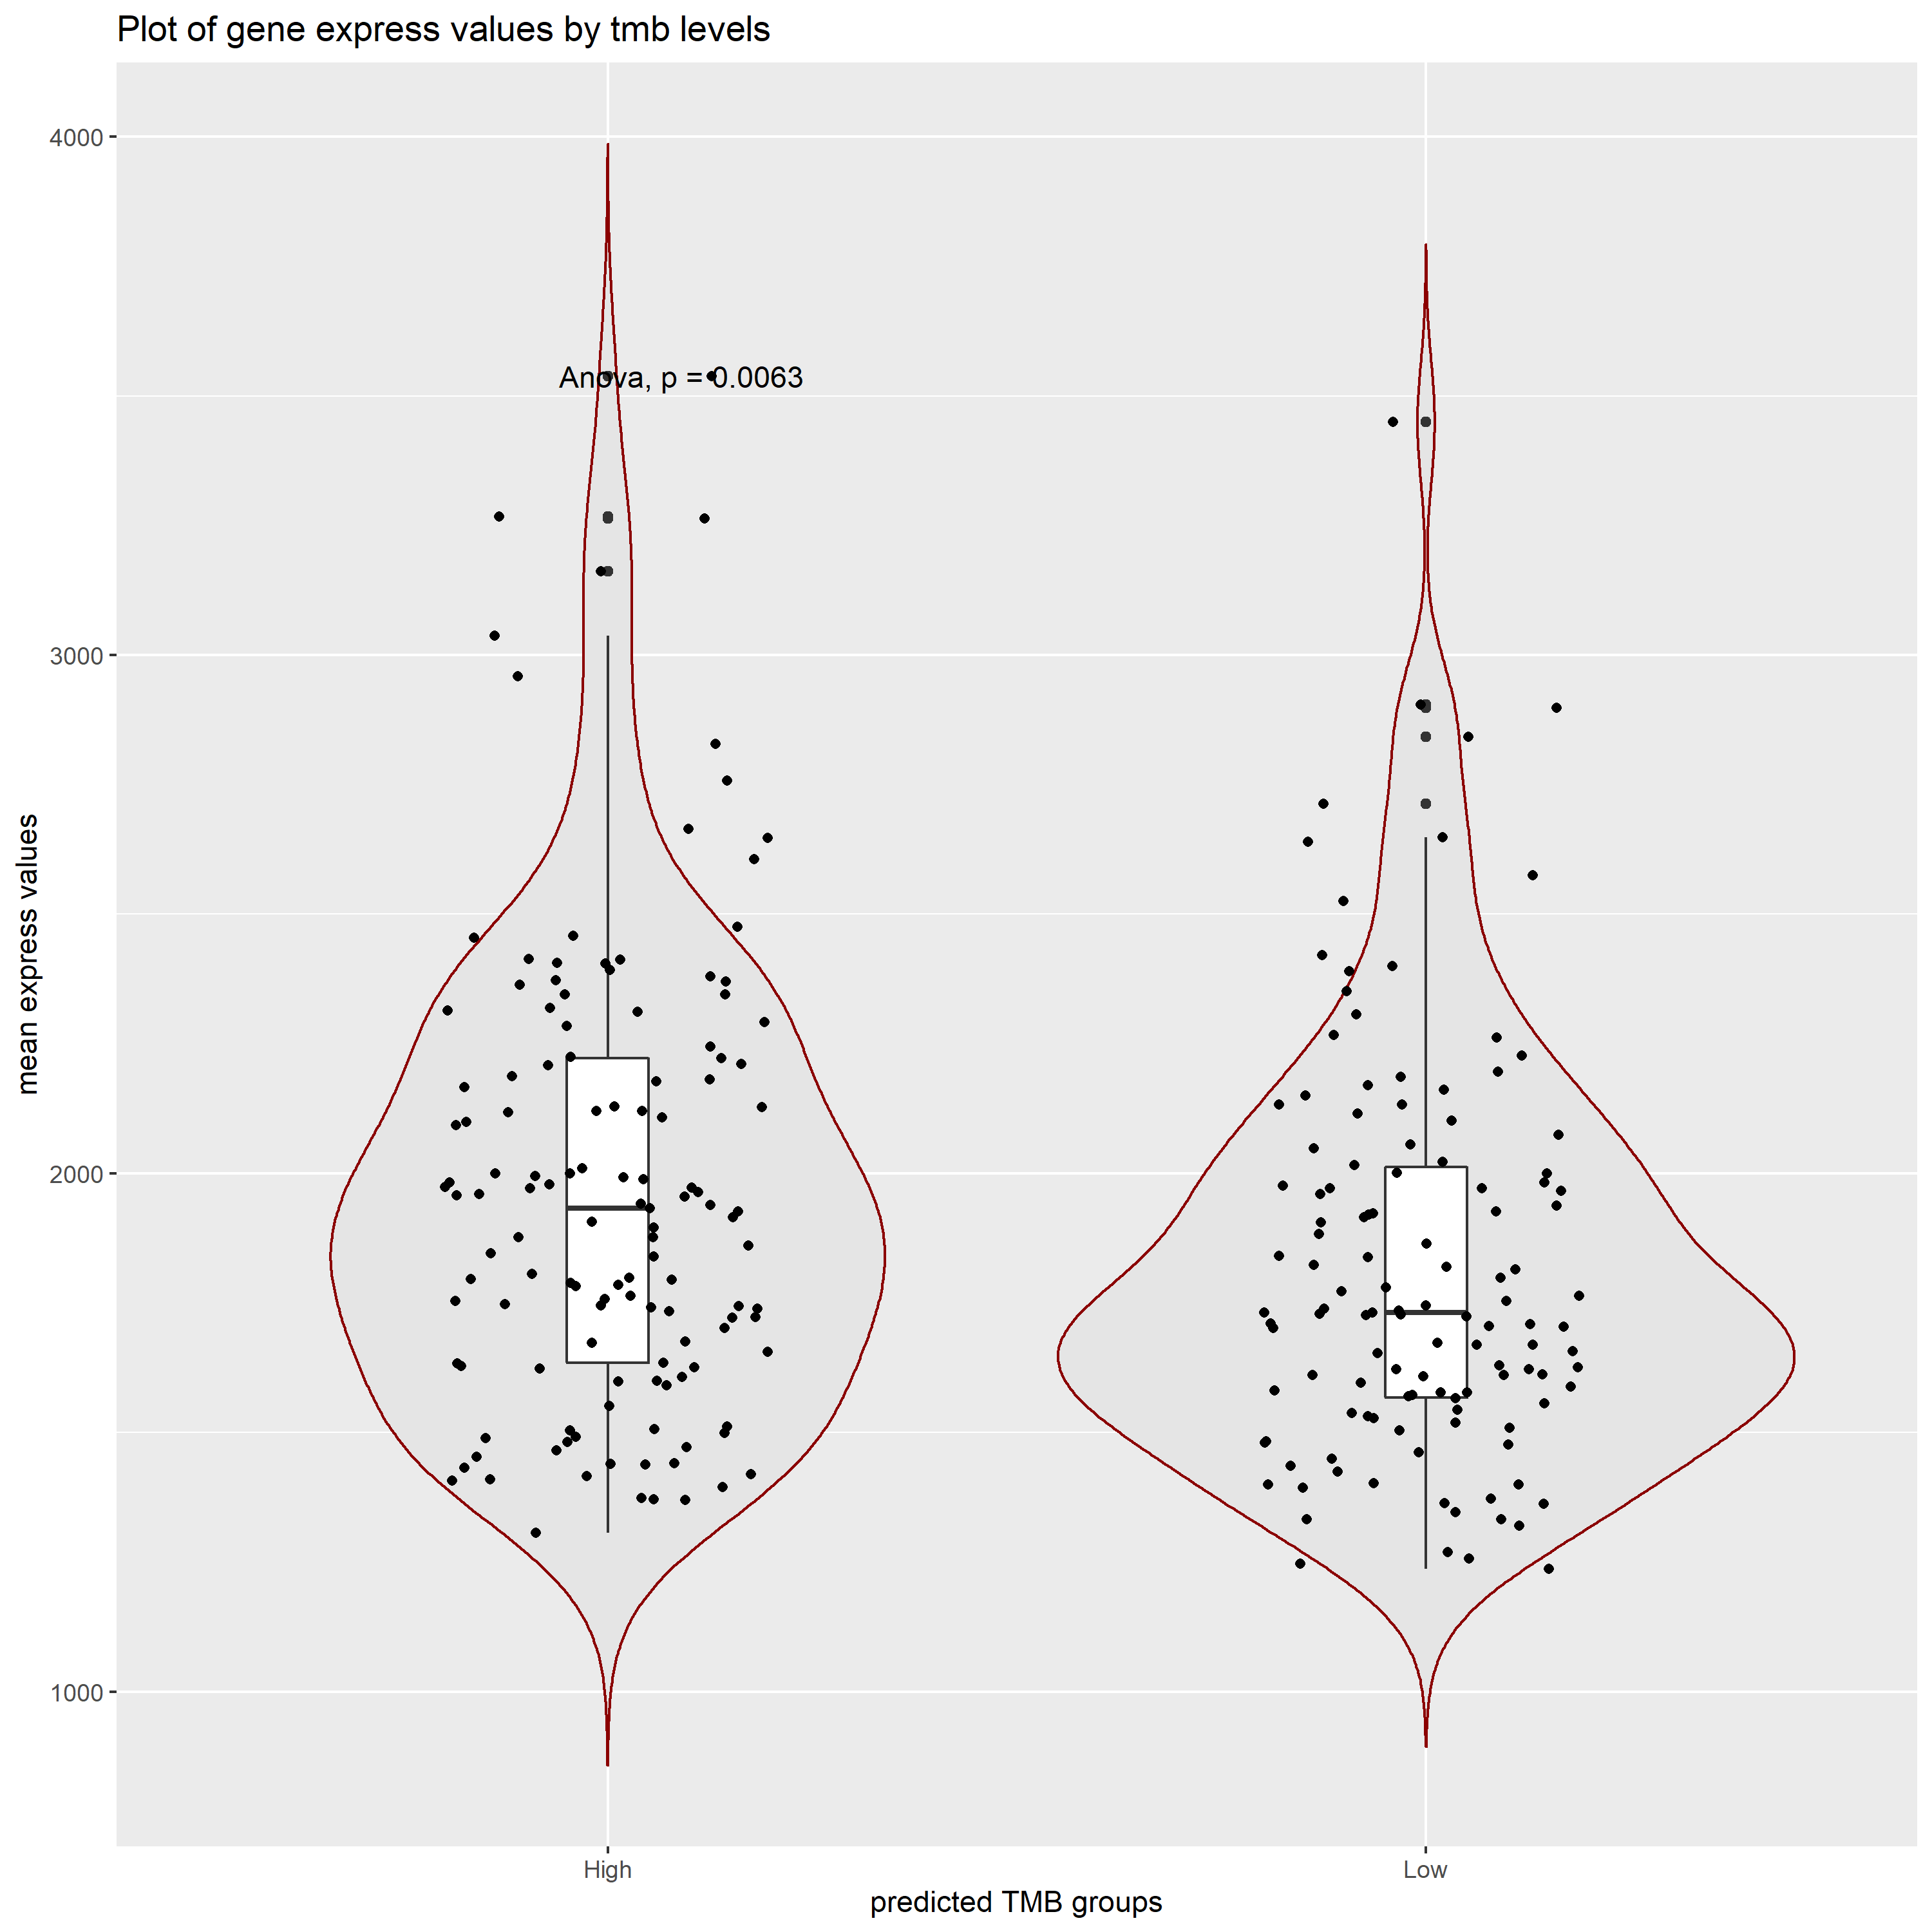 Plot of gene express values by tmb levels
4000
Anova, p = 0.0063
3000
mean express values
2000
1000
High
Low
predicted TMB groups